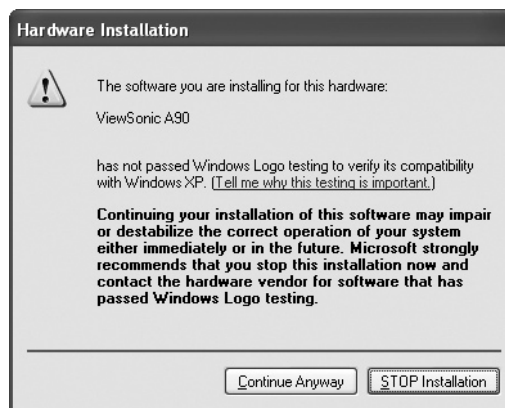 Hardware Installation
The software you are installing for this hardware:
ViewSonic A90
has not passed Windows Logo testing to verify its compatibility
with Windows XP. (Tell me why this testing is important.)
Continuing your installation of this software may impair
or destabilize the correct operation of your system
either immediately or in the future. Microsoft strongly
recommends that you stop this installation now and
contact the hardware vendor for software that has
passed Windows Logo testing.
Continue Anyway STOP Installation